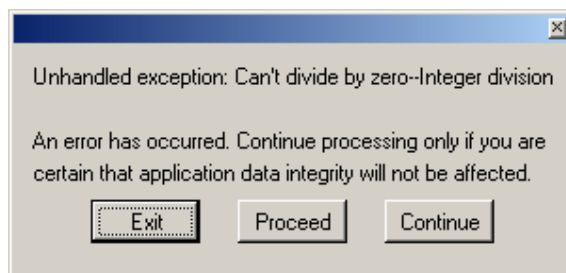 Unhandled exception: Can't divide by zero--Integer division
An error has occurred. Continue processing only if you are
certain that application data integrity will not be affected.
Exit Proceed Continue